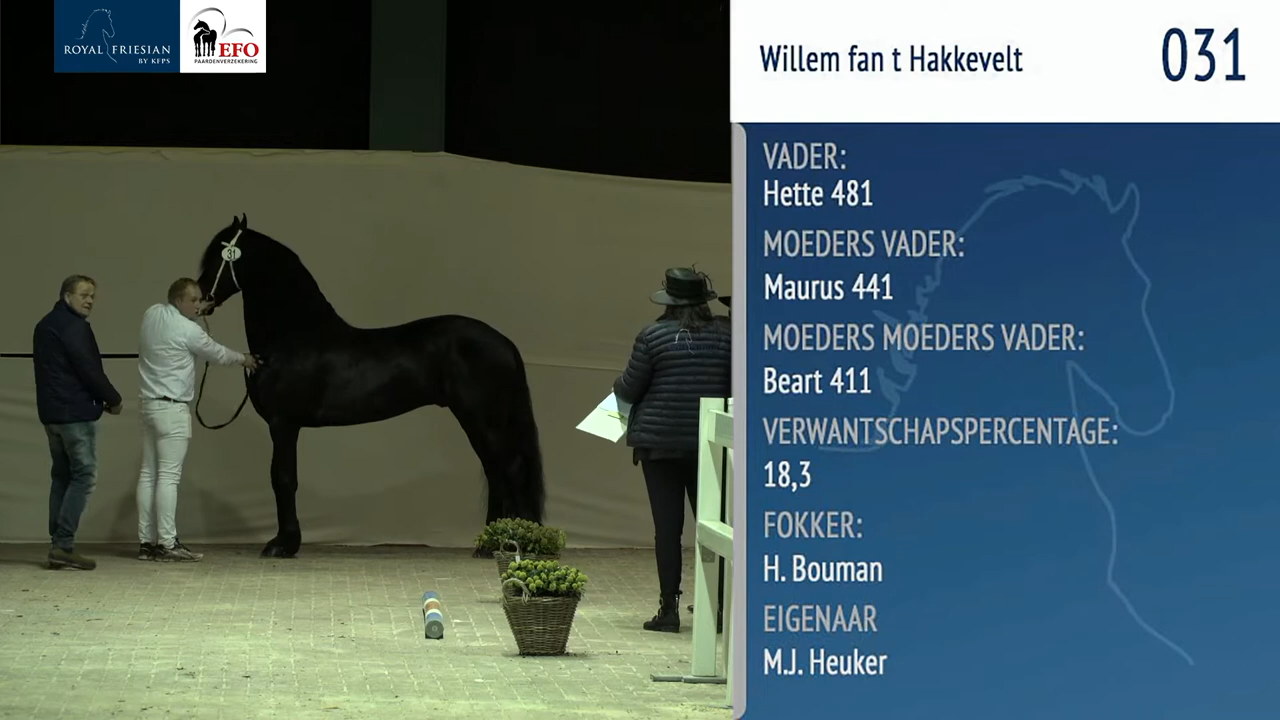 ROYAL FRIESIAN
BY KFPS
EFO
PAARDENVERZEKERING
31
Willem fan t Hakkevelt
031
VADER:
Hette 481
MOEDERS VADER:
Maurus 441
MOEDERS MOEDERS VADER:
Beart 411
VERWANTSCHAPSPERCENTAGE:
18,3
FOKKER:
H. Bouman
EIGENAAR
M.J. Heuker